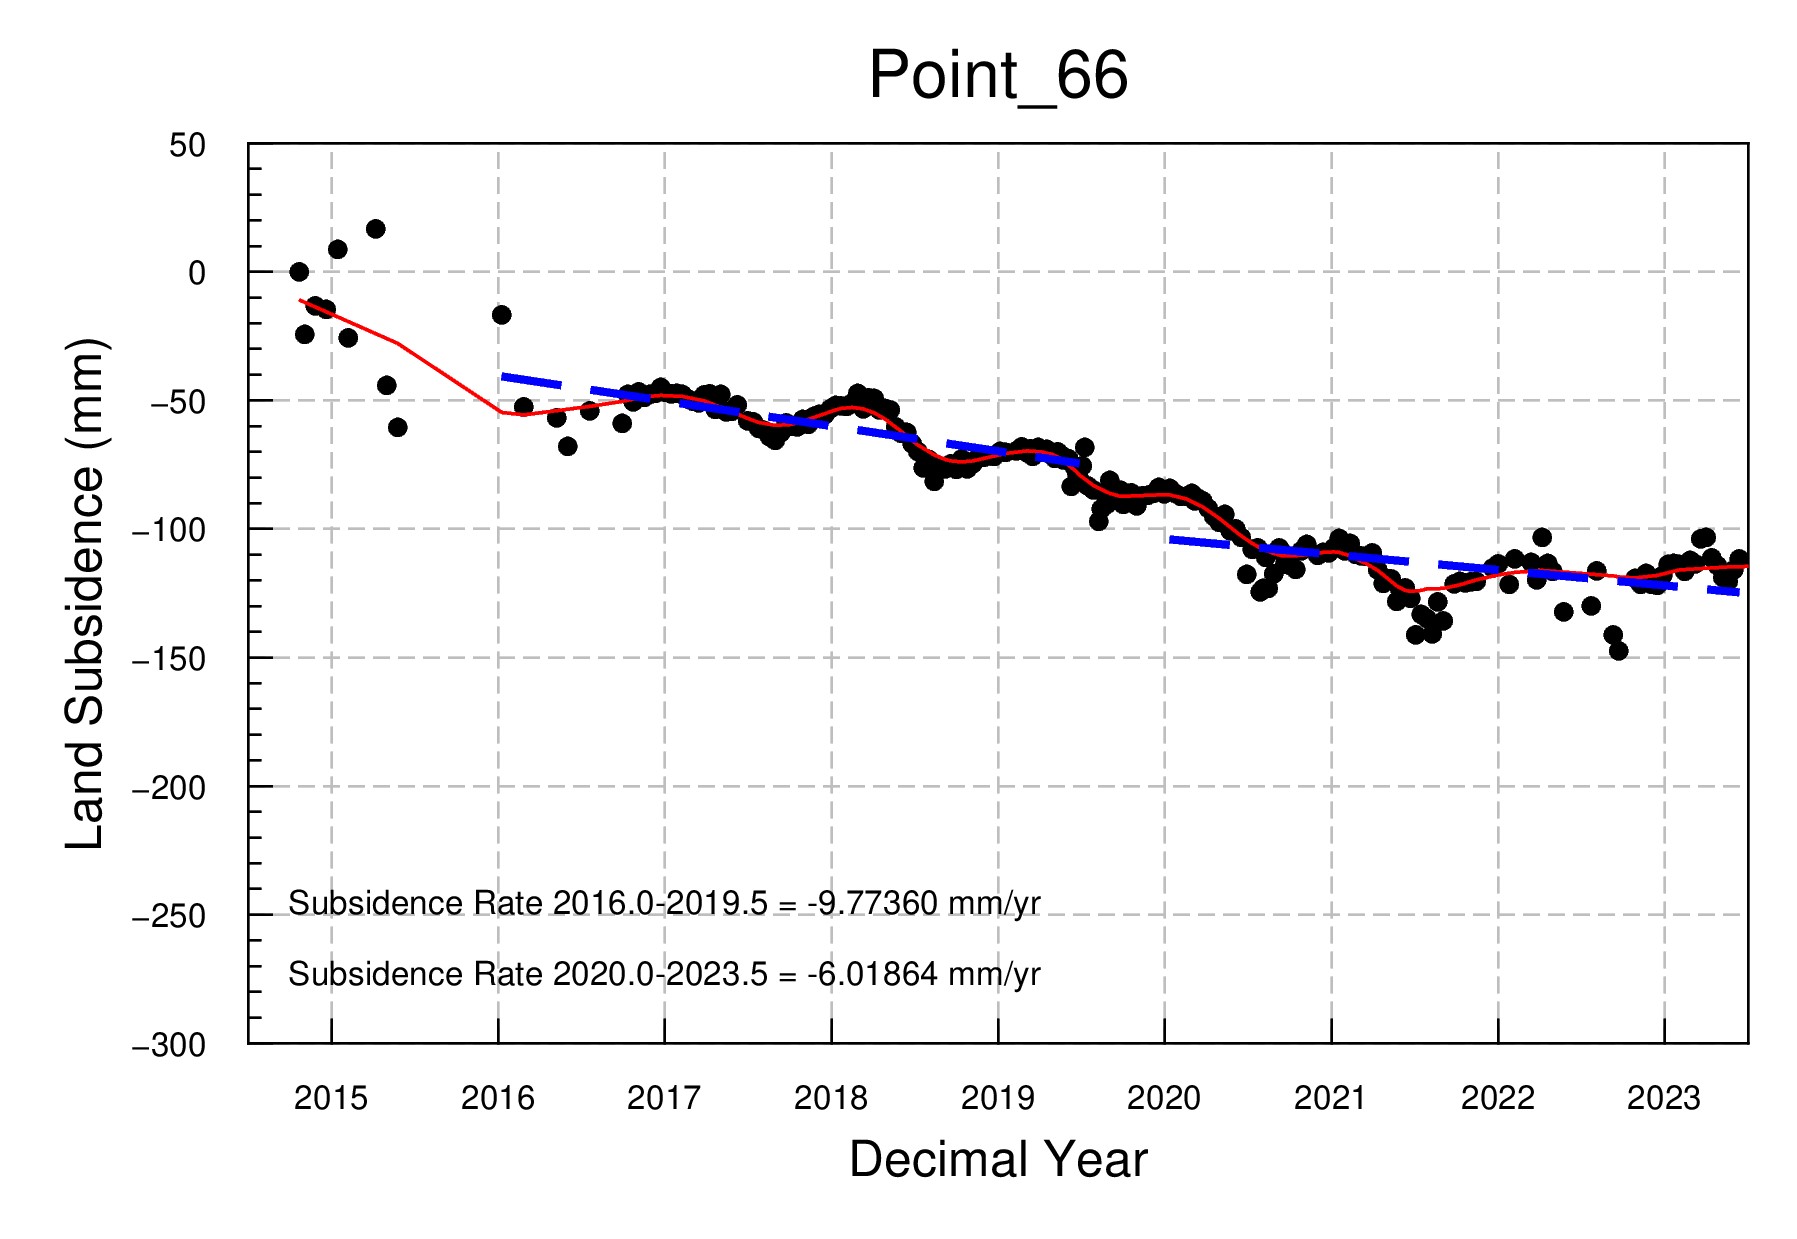 Point_66
50
0
−50
−100
−150
−200
−250
−300
Land Subsidence (mm)
Subsidence Rate 2016.0-2019.5 = -9.77360 mm/yr
Subsidence Rate 2020.0-2023.5 = -6.01864 mm/yr
2015 2016 2017 2018 2019 2020 2021 2022 2023
Decimal Year